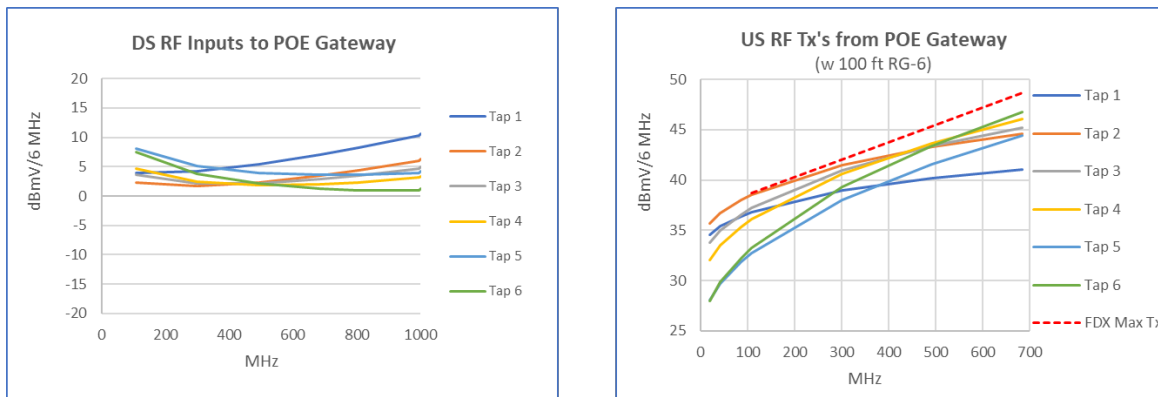 DS RF Inputs to POE Gateway
dBmV/6 MHz
20
15
10
5
0
-5
-10
-15
-20
0
200
400
600
800
1000
MHz
Tap 1
Tap 2
Tap 3
Tap 4
Tap 5
Tap 6
US RF Tx's from POE Gateway
(w 100 ft RG-6)
dBmV/6 MHz
50
45
40
35
30
25
0
100
200
300
400
500
600
700
MHz
Tap 1
Tap 2
Tap 3
Tap 4
Tap 5
Tap 6
FDX Max Tx